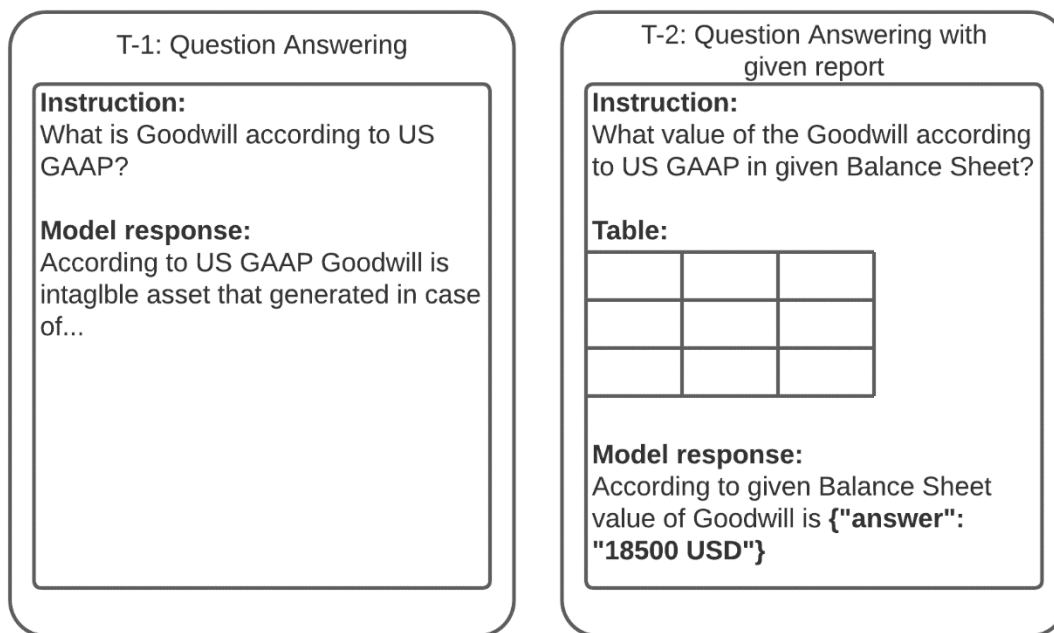 T-1: Question Answering
Instruction:
What is Goodwill according to US
GAAP?
Model response:
According to US GAAP Goodwill is
intaglble asset that generated in case
of...
T-2: Question Answering with
given report
Instruction:
What value of the Goodwill according
to US GAAP in given Balance Sheet?
Table:
Model response:
According to given Balance Sheet
value of Goodwill is {"answer":
"18500 USD"}